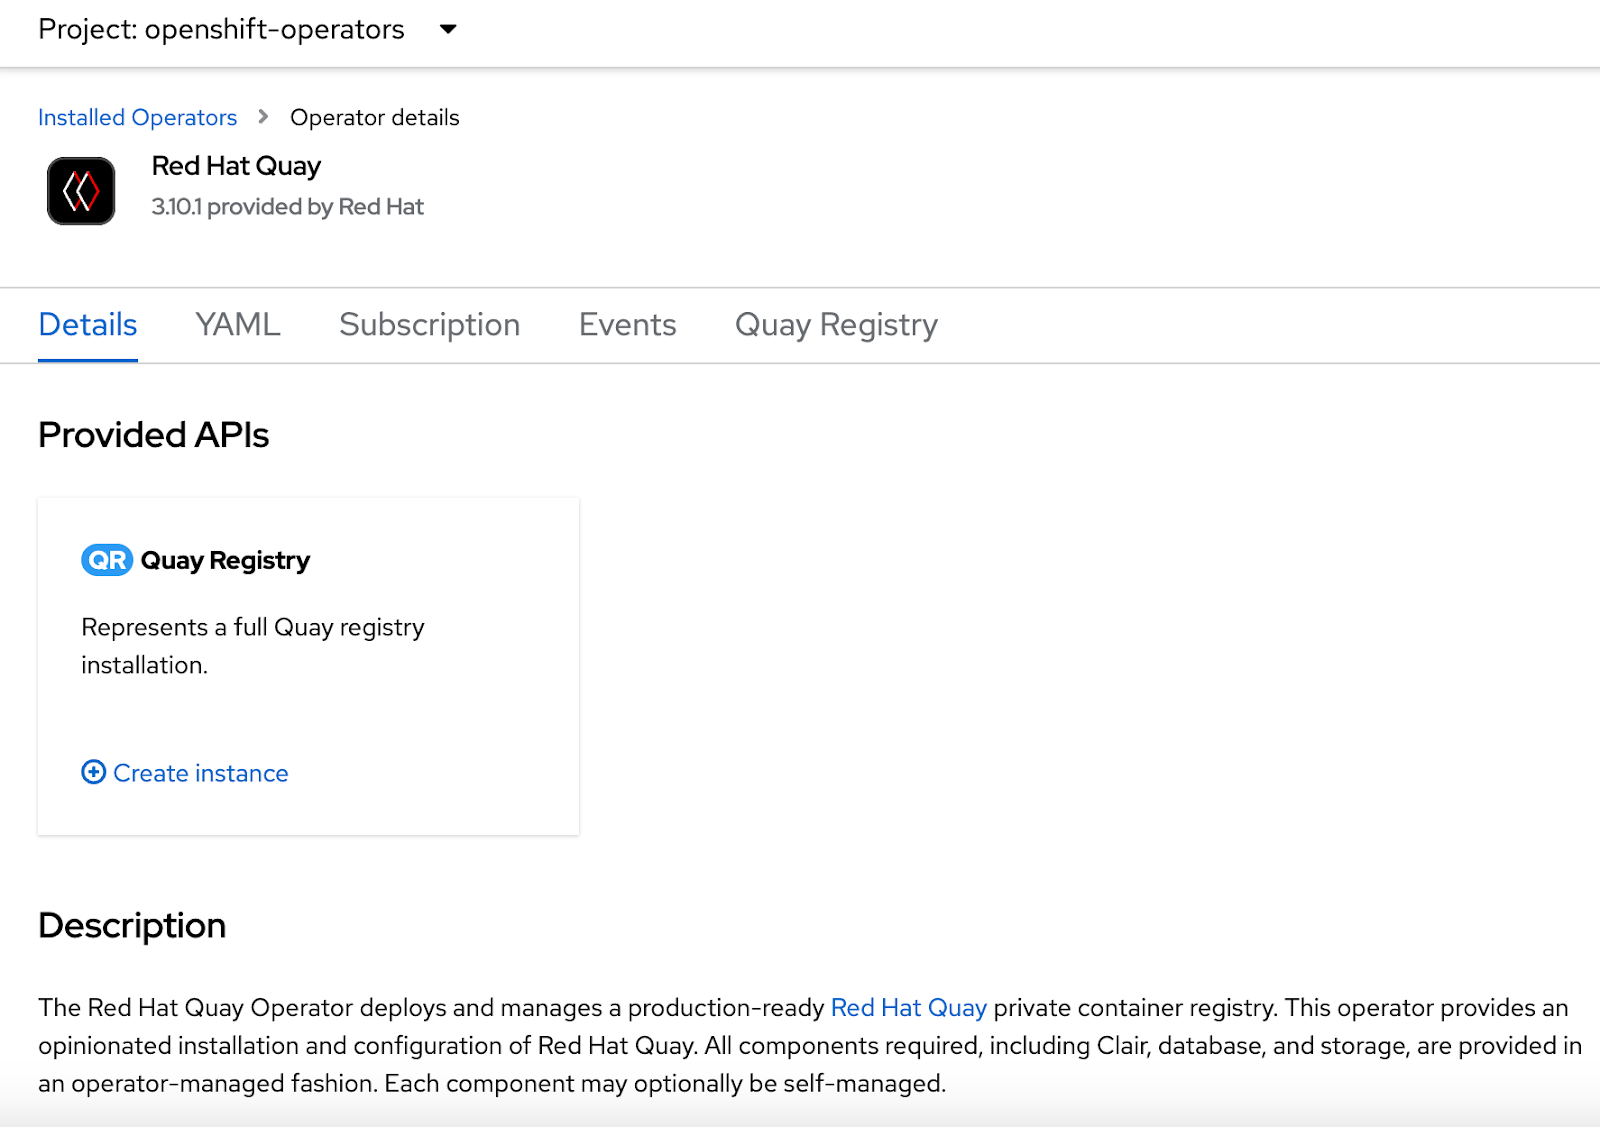 Project: openshift-operators
Installed Operators
Operator details
Red Hat Quay
3.10.1 provided by Red Hat
Details YAML Subscription Events Quay Registry
Provided APIs
QR Quay Registry
Represents a full Quay registry
installation.
Create instance
Description
The Red Hat Quay Operator deploys and manages a production-ready Red Hat Quay private container registry. This operator provides an
opinionated installation and configuration of Red Hat Quay. All components required, including Clair, database, and storage, are provided in
an operator-managed fashion. Each component may optionally be self-managed.